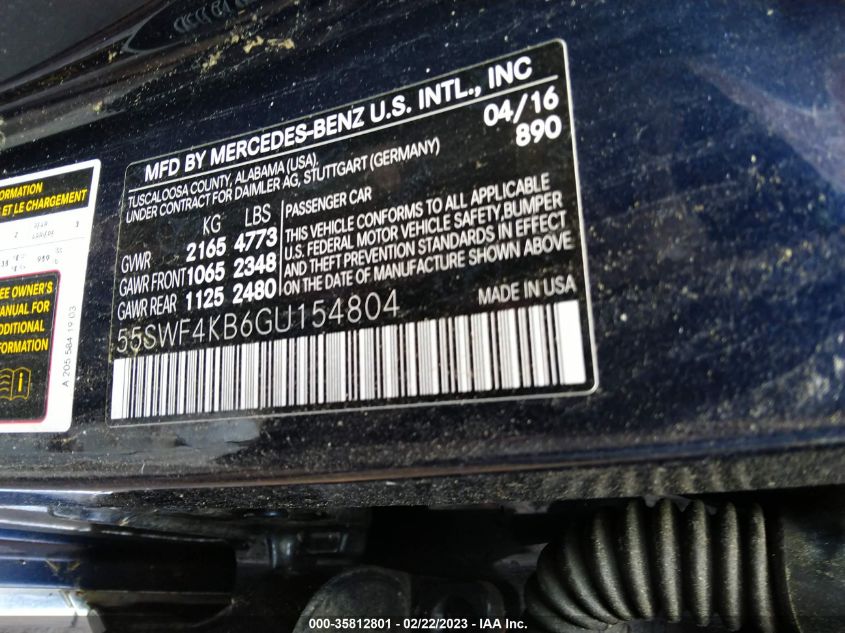 MFD BY MERCEDES-BENZ U.S. INTL., INC
TUSCALOOSA COUNTY, ALABAMA (USA),
UNDER CONTRACT FOR DAIMLER AG, STUTTGART (GERMANY)
04/16
890
KG LBS
GVWR 2165 4773
GAWR FRONT 1065 2348
GAWR REAR 1125 2480
PASSENGER CAR
THIS VEHICLE CONFORMS TO ALL APPLICABLE
U.S. FEDERAL MOTOR VEHICLE SAFETY, BUMPER
AND THEFT PREVENTION STANDARDS IN EFFECT
ON THE DATE OF MANUFACTURE SHOWN ABOVE
55SWF4KB6GU154804
MADE IN USA
ORMATION
ET LE CHARGEMENT
EE OWNER'S
ANUAL FOR
DDITIONAL
FORMATION
A 205 584 19 03
000-35812801 - 02/22/2023 - IAA Inc.